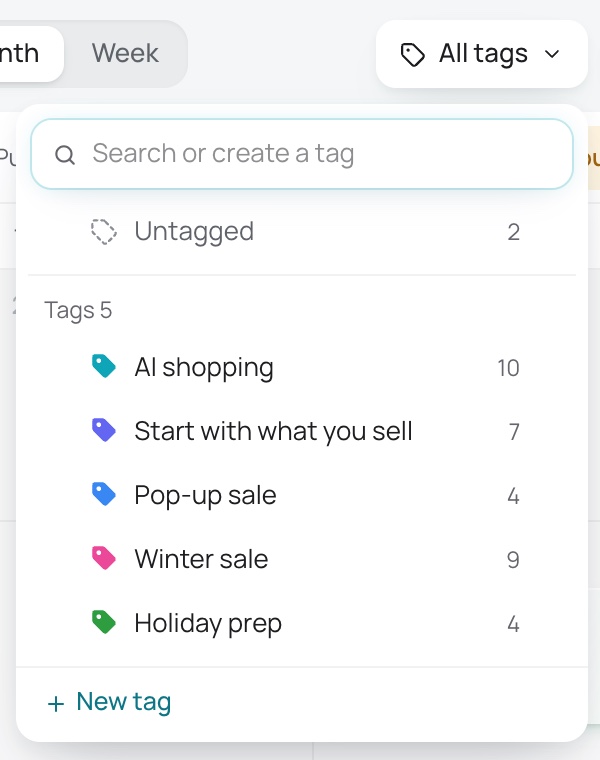 nth Week All tags
Search or create a tag
Untagged 2
Tags 5
AI shopping 10
Start with what you sell 7
Pop-up sale 4
Winter sale 9
Holiday prep 4
+ New tag